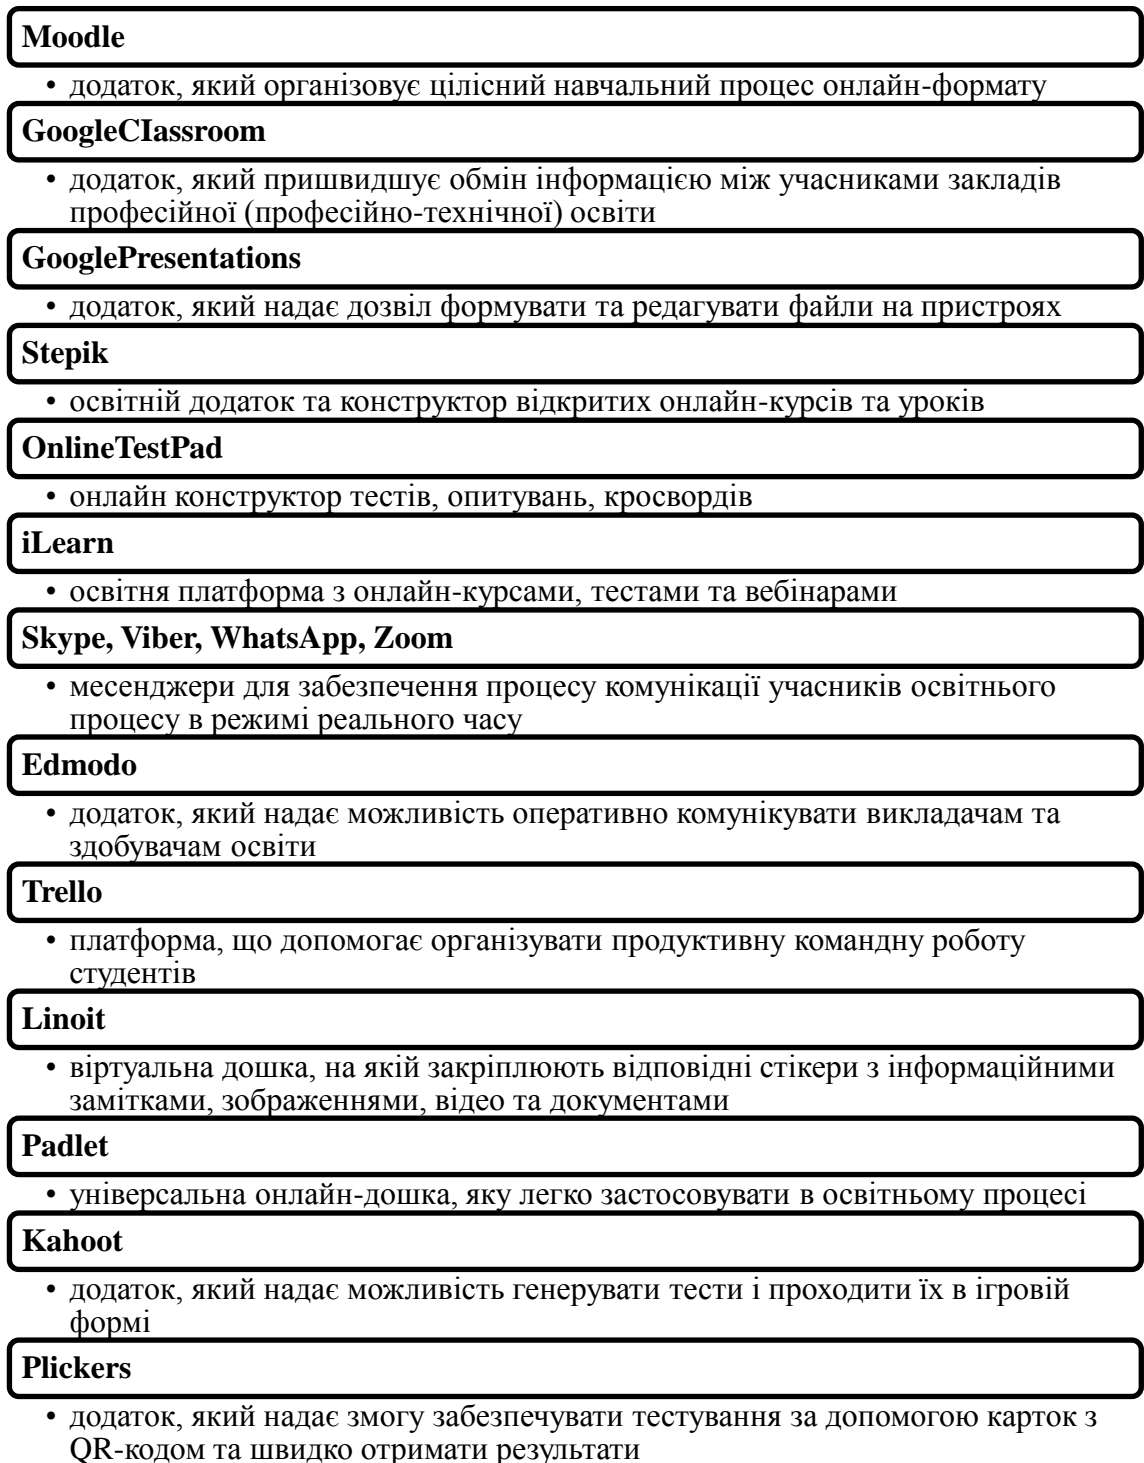 Moodle
• додаток, який організовує цілісний навчальний процес онлайн-формату
GoogleCIassroom
• додаток, який пришвидшує обмін інформацією між учасниками закладів
професійної (професійно-технічної) освіти
GooglePresentations
• додаток, який надає дозвіл формувати та редагувати файли на пристроях
Stepik
• освітній додаток та конструктор відкритих онлайн-курсів та уроків
OnlineTestPad
• онлайн конструктор тестів, опитувань, кросвордів
iLearn
• освітня платформа з онлайн-курсами, тестами та вебінарами
Skype, Viber, WhatsApp, Zoom
• месенджери для забезпечення процесу комунікації учасників освітнього
процесу в режимі реального часу
Edmodo
• додаток, який надає можливість оперативно комунікувати викладачам та
здобувачам освіти
Trello
• платформа, що допомогає організувати продуктивну командну роботу
студентів
Linoit
• віртуальна дошка, на якій закріплюють відповідні стікери з інформаційними
замітками, зображеннями, відео та документами
Padlet
• універсальна онлайн-дошка, яку легко застосовувати в освітньому процесі
Kahoot
• додаток, який надає можливість генерувати тести і проходити їх в ігровій
формі
Plickers
• додаток, який надає змогу забезпечувати тестування за допомогою карток з
QR-кодом та швидко отримати результати